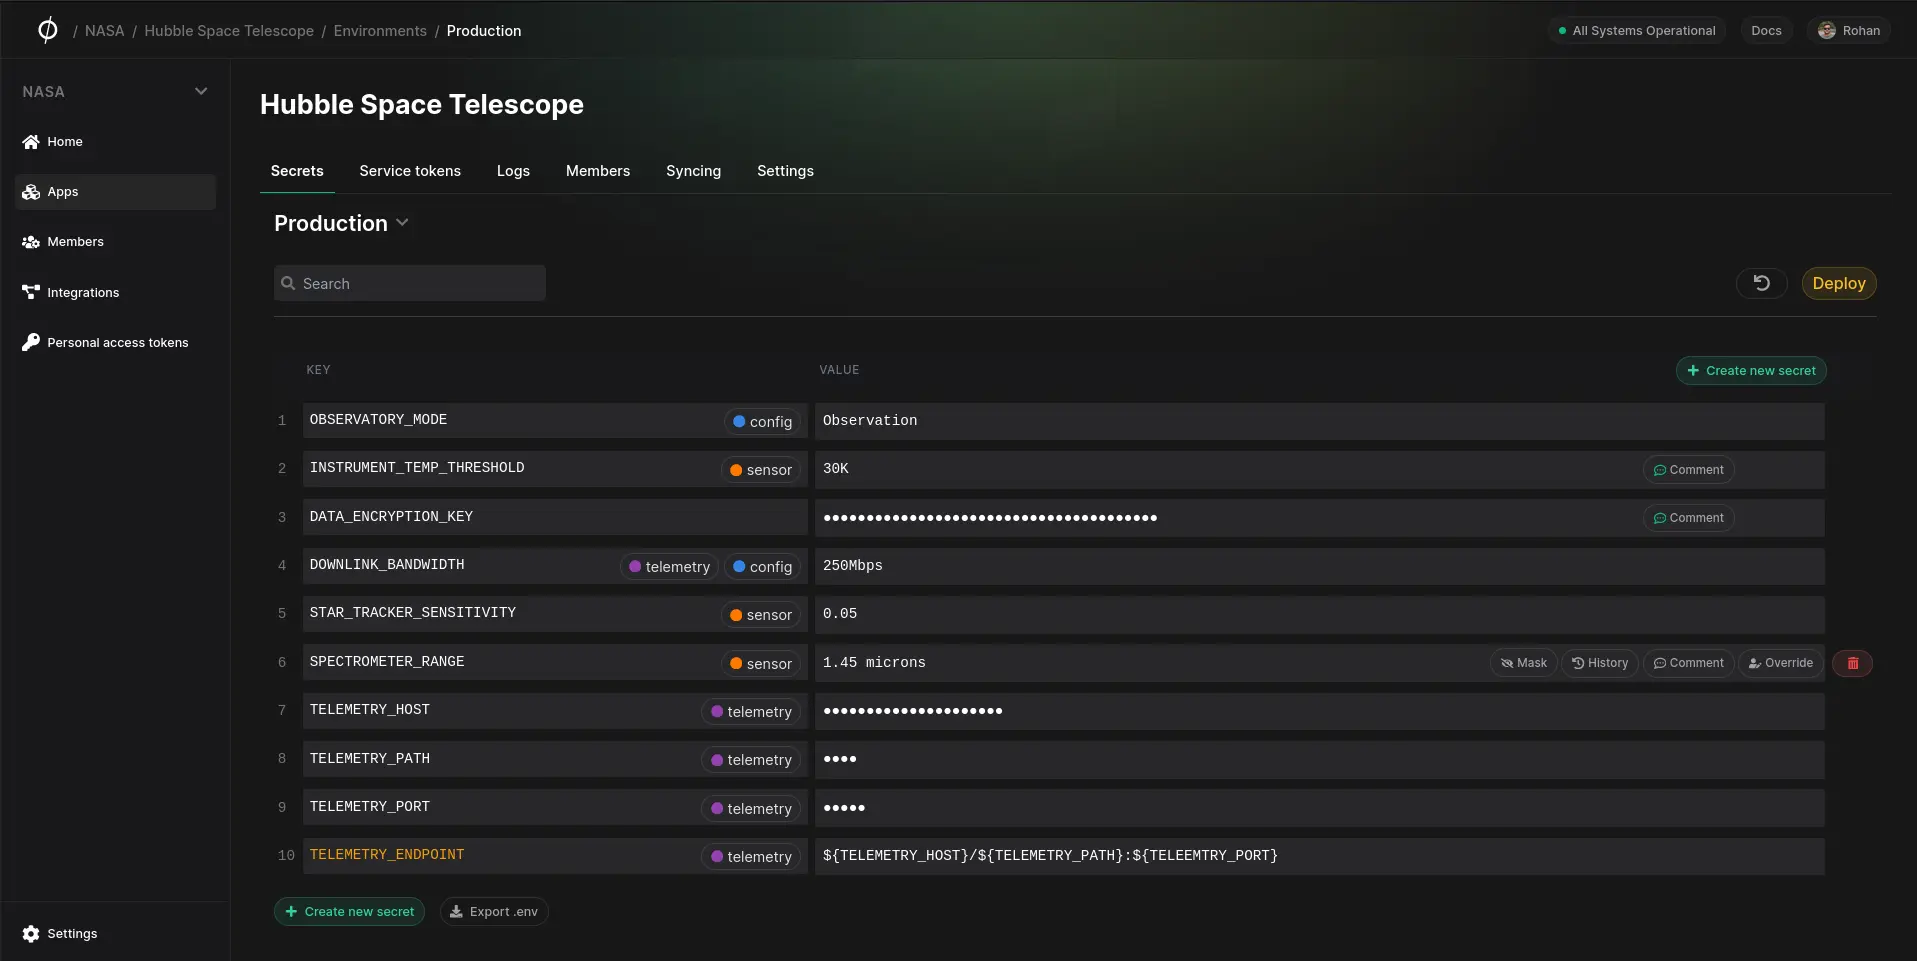 / NASA / Hubble Space Telescope / Environments / Production
All Systems Operational
Docs
Rohan
NASA
Home
Apps
Members
Integrations
Personal access tokens
Settings
Hubble Space Telescope
Secrets Service tokens Logs Members Syncing Settings
Production
Search
Deploy
KEY VALUE + Create new secret
1 OBSERVATORY_MODE config Observation
2 INSTRUMENT_TEMP_THRESHOLD sensor 30K Comment
3 DATA_ENCRYPTION_KEY ••••••••••••••••••••••••••••••••••••••• Comment
4 DOWNLINK_BANDWIDTH telemetry config 250Mbps
5 STAR_TRACKER_SENSITIVITY sensor 0.05
6 SPECTROMETER_RANGE sensor 1.45 microns Mask History Comment Override
7 TELEMETRY_HOST telemetry •••••••••••••••••••••
8 TELEMETRY_PATH telemetry ••••
9 TELEMETRY_PORT telemetry •••••
10 TELEMETRY_ENDPOINT telemetry ${TELEMETRY_HOST}/${TELEMETRY_PATH}:${TELEEMTRY_PORT}
+ Create new secret Export .env